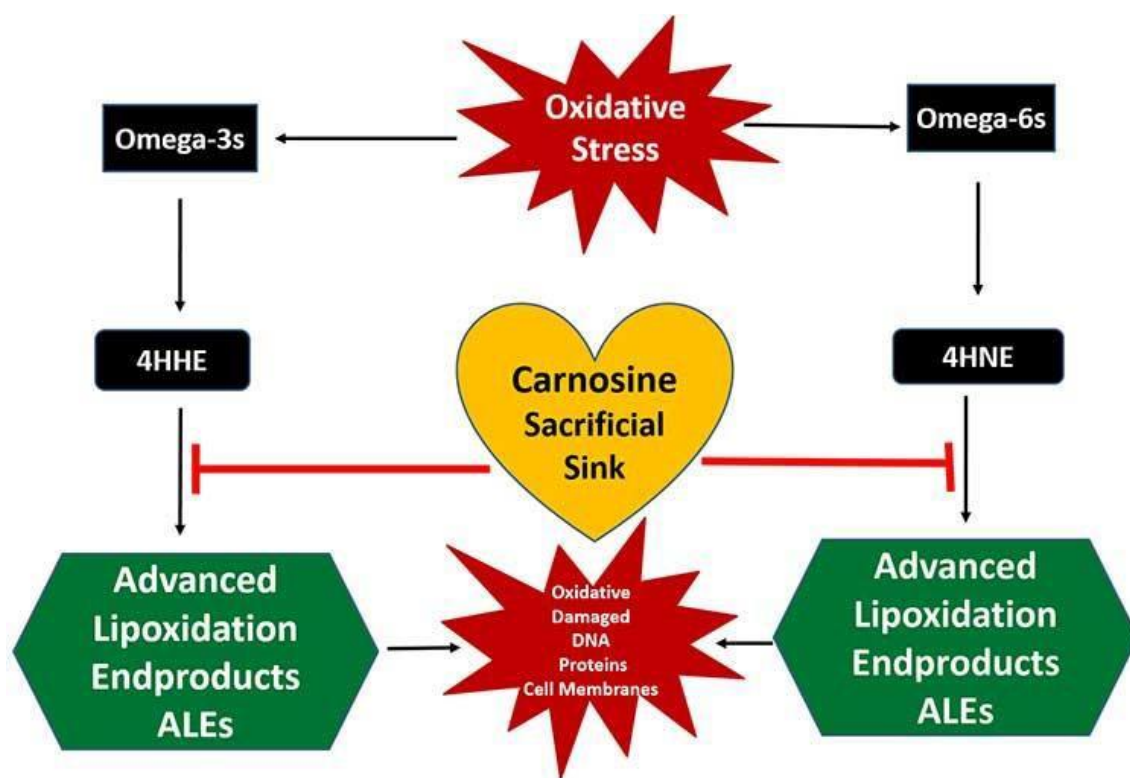 Oxidative
Stress
Omega-3s
Omega-6s
4HHE
4HNE
Carnosine
Sacrificial
Sink
Advanced
Lipoxidation
Endproducts
ALEs
Oxidative
Damaged
DNA
Proteins
Cell Membranes
Advanced
Lipoxidation
Endproducts
ALEs